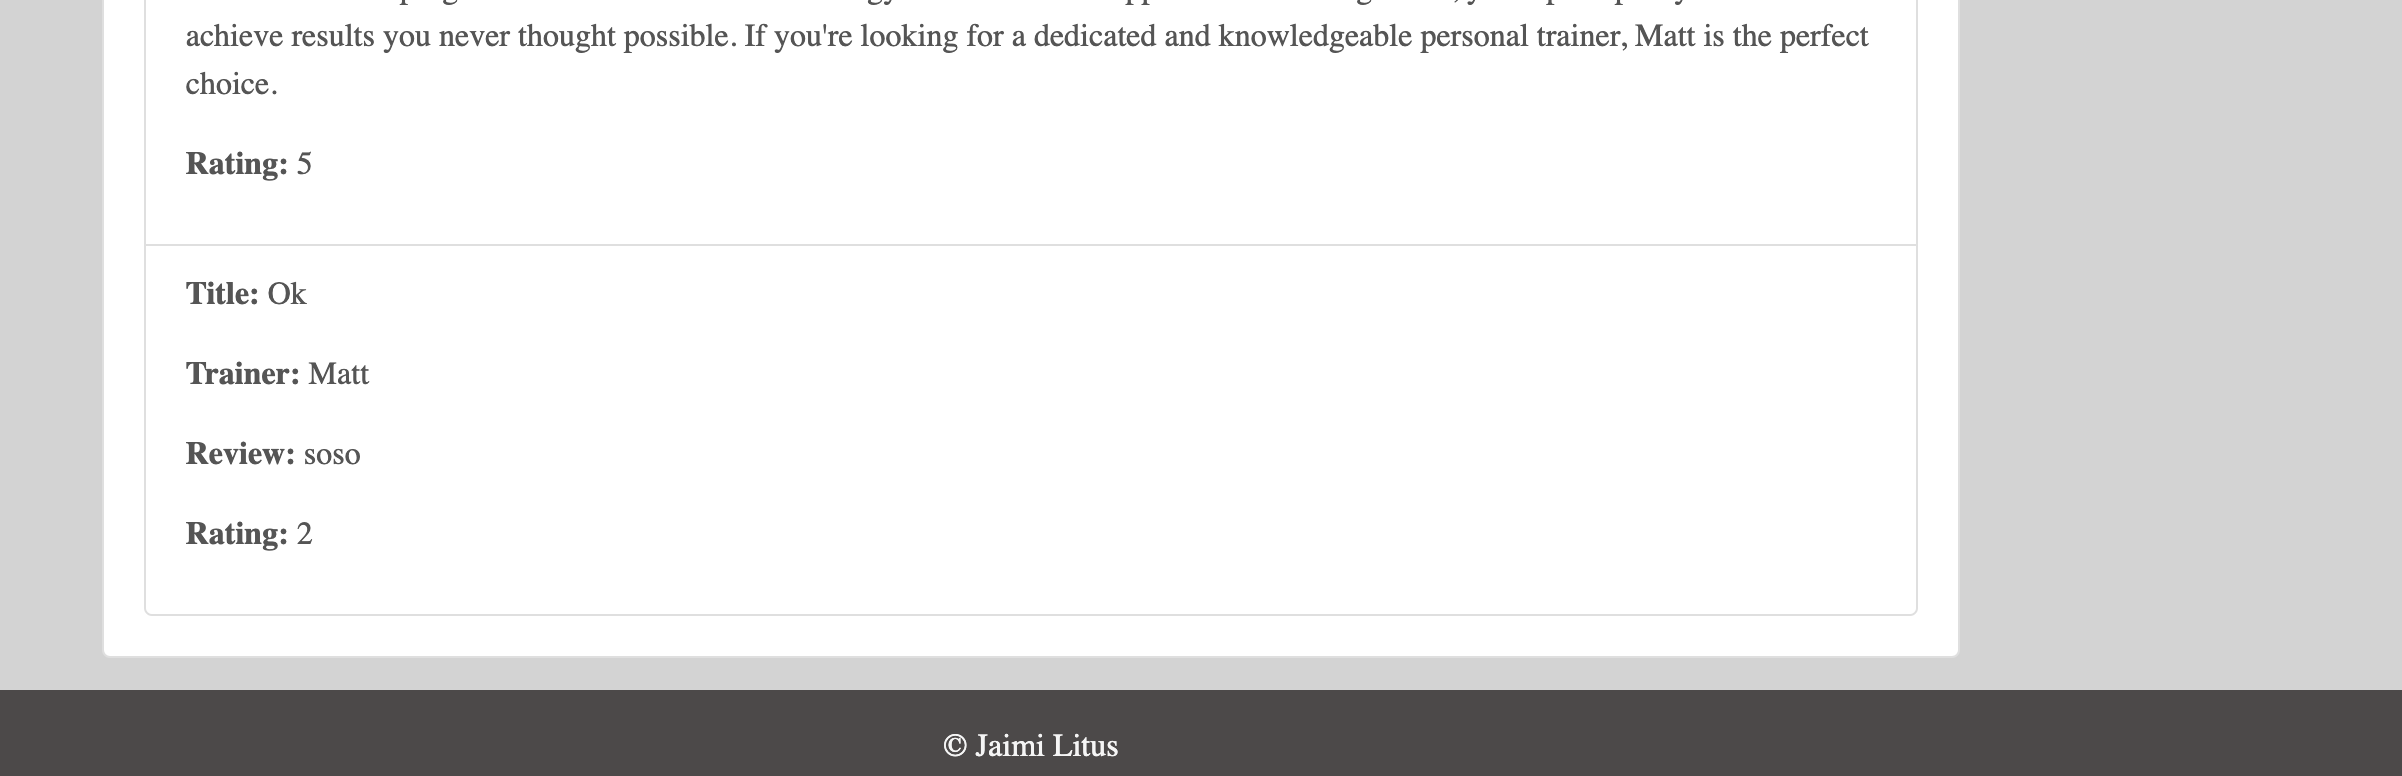 achieve results you never thought possible. If you're looking for a dedicated and knowledgeable personal trainer, Matt is the perfect
choice.
Rating: 5
Title: Ok
Trainer: Matt
Review: soso
Rating: 2
© Jaimi Litus